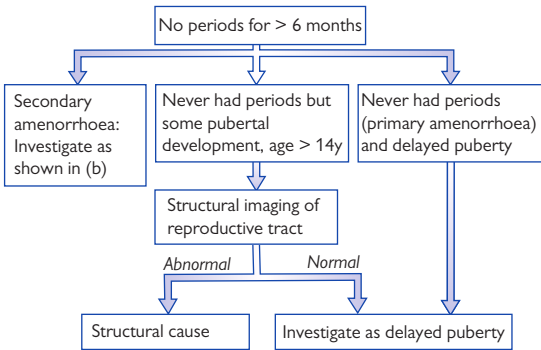 No periods for > 6 months
Secondary
amenorrhoea:
Investigate as
shown in (b)
Never had periods but
some pubertal
development, age > 14y
Never had periods
(primary amenorrhoea)
and delayed puberty
Structural imaging of
reproductive tract
Abnormal
Normal
Structural cause
Investigate as delayed puberty